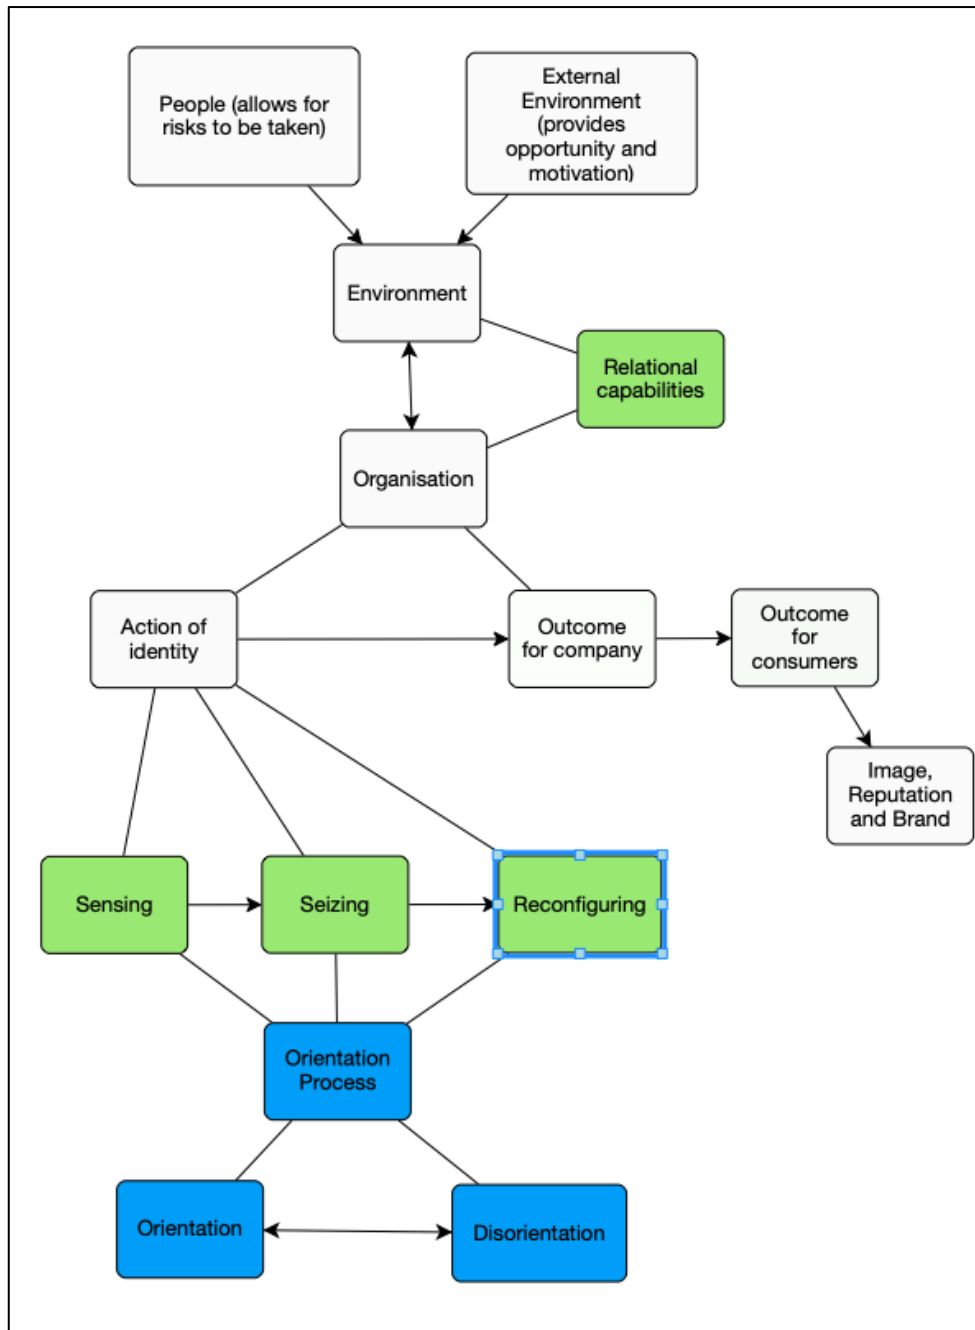 People (allows for
risks to be taken)
External
Environment
(provides
opportunity and
motivation)
Environment
Relational
capabilities
Organisation
Action of
identity
Outcome
for company
Outcome
for
consumers
Image,
Reputation
and Brand
Sensing
Seizing
Reconfiguring
Orientation
Process
Orientation
Disorientation